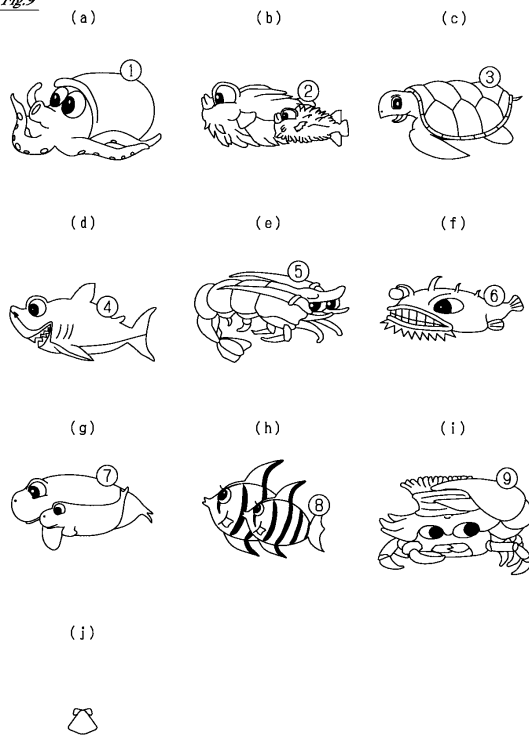 Fig.9
(a) (b) (c)
① ② ③
(d) (e) (f)
④ ⑤ ⑥
(g) (h) (i)
⑦ ⑧ ⑨
(j)